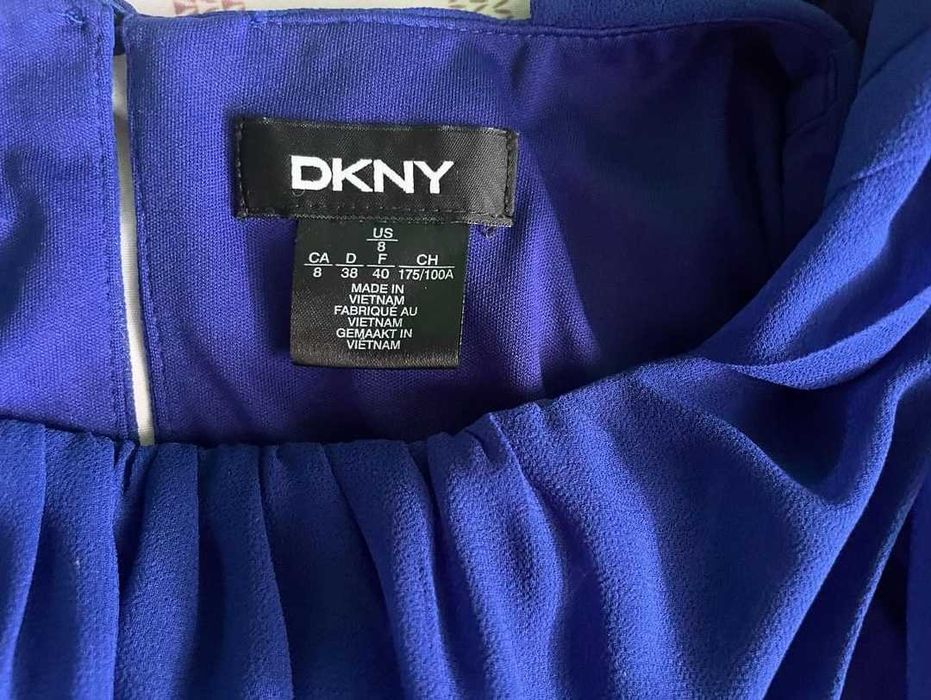 DKNY
US
8
CA D F CH
8 38 40 175/100A
MADE IN
VIETNAM
FABRIQUÉ AU
VIETNAM
GEMAAKT IN
VIETNAM